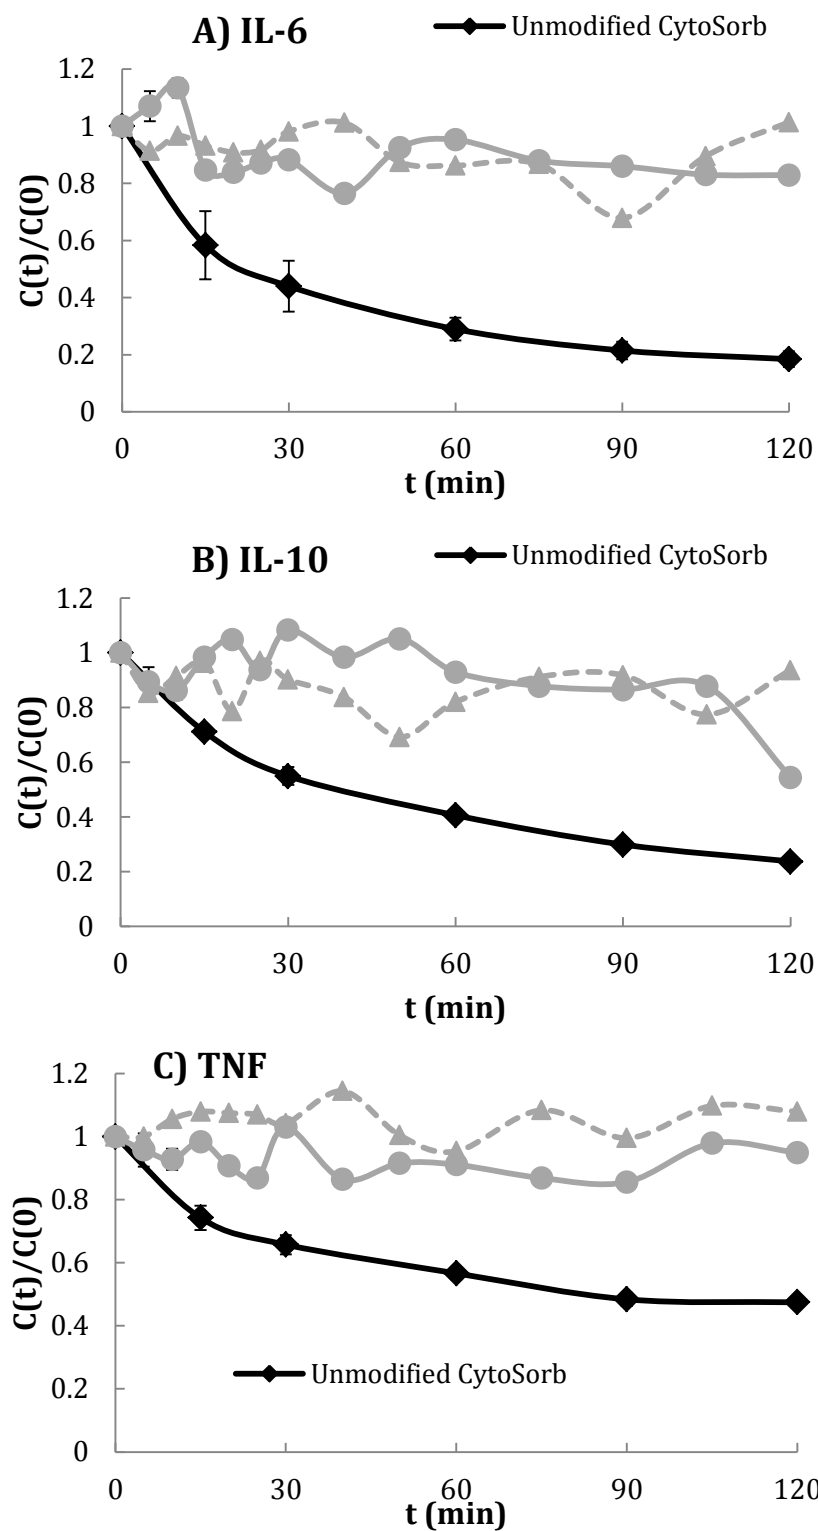 A) IL-6
Unmodified CytoSorb
1.2
1
0.8
0.6
0.4
0.2
0
C(t)/C(0)
0 30 60 90 120
t (min)
B) IL-10
Unmodified CytoSorb
1.2
1
0.8
0.6
0.4
0.2
0
C(t)/C(0)
0 30 60 90 120
t (min)
C) TNF
1.2
1
0.8
0.6
0.4
0.2
0
C(t)/C(0)
Unmodified CytoSorb
0 30 60 90 120
t (min)